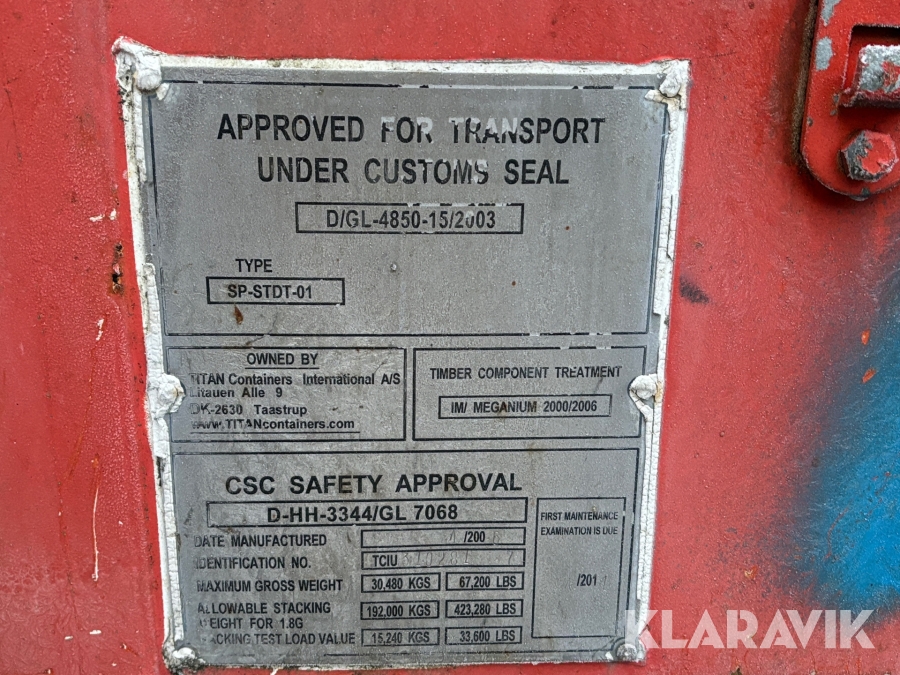 KLARAVIK
APPROVED FOR TRANSPORT
UNDER CUSTOMS SEAL
D/GL-4850-15/2003
TYPE
SP-STDT-01
OWNED BY
TITAN Containers International A/S
Litauen Alle 9
DK-2630 Taastrup
www.TITANcontainers.com
TIMBER COMPONENT TREATMENT
IM/ MEGANIUM 2000/2006
CSC SAFETY APPROVAL
D-HH-3344/GL 7068
DATE MANUFACTURED
IDENTIFICATION NO. TCIU
MAXIMUM GROSS WEIGHT 30,480 KGS 67,200 LBS
ALLOWABLE STACKING 192,000 KGS 423,280 LBS
WEIGHT FOR 1.8G
RACKING TEST LOAD VALUE 15,240 KGS 33,600 LBS
FIRST MAINTENANCE
EXAMINATION IS DUE
KLARAVIK